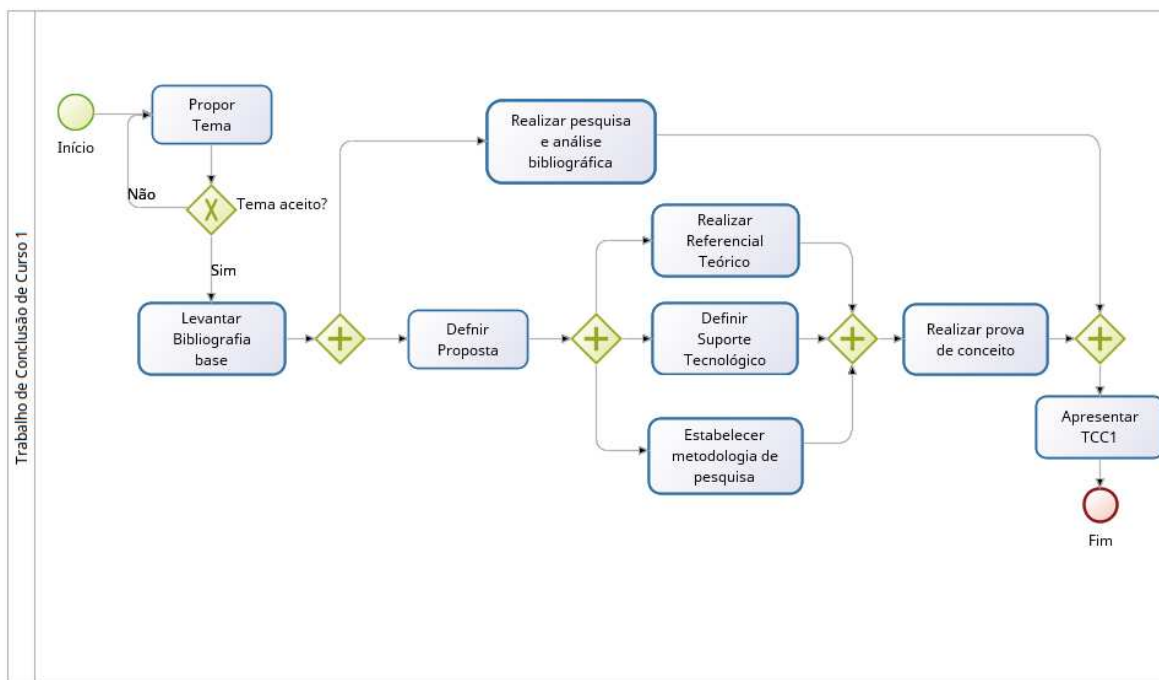 Trabalho de Conclusão de Curso 1
Início
Propor
Tema
Não
Tema aceito?
Sim
Levantar
Bibliografia
base
Realizar pesquisa
e análise
bibliográfica
Defnir
Proposta
Realizar
Referencial
Teórico
Definir
Suporte
Tecnológico
Estabelecer
metodologia de
pesquisa
Realizar prova
de conceito
Apresentar
TCC1
Fim